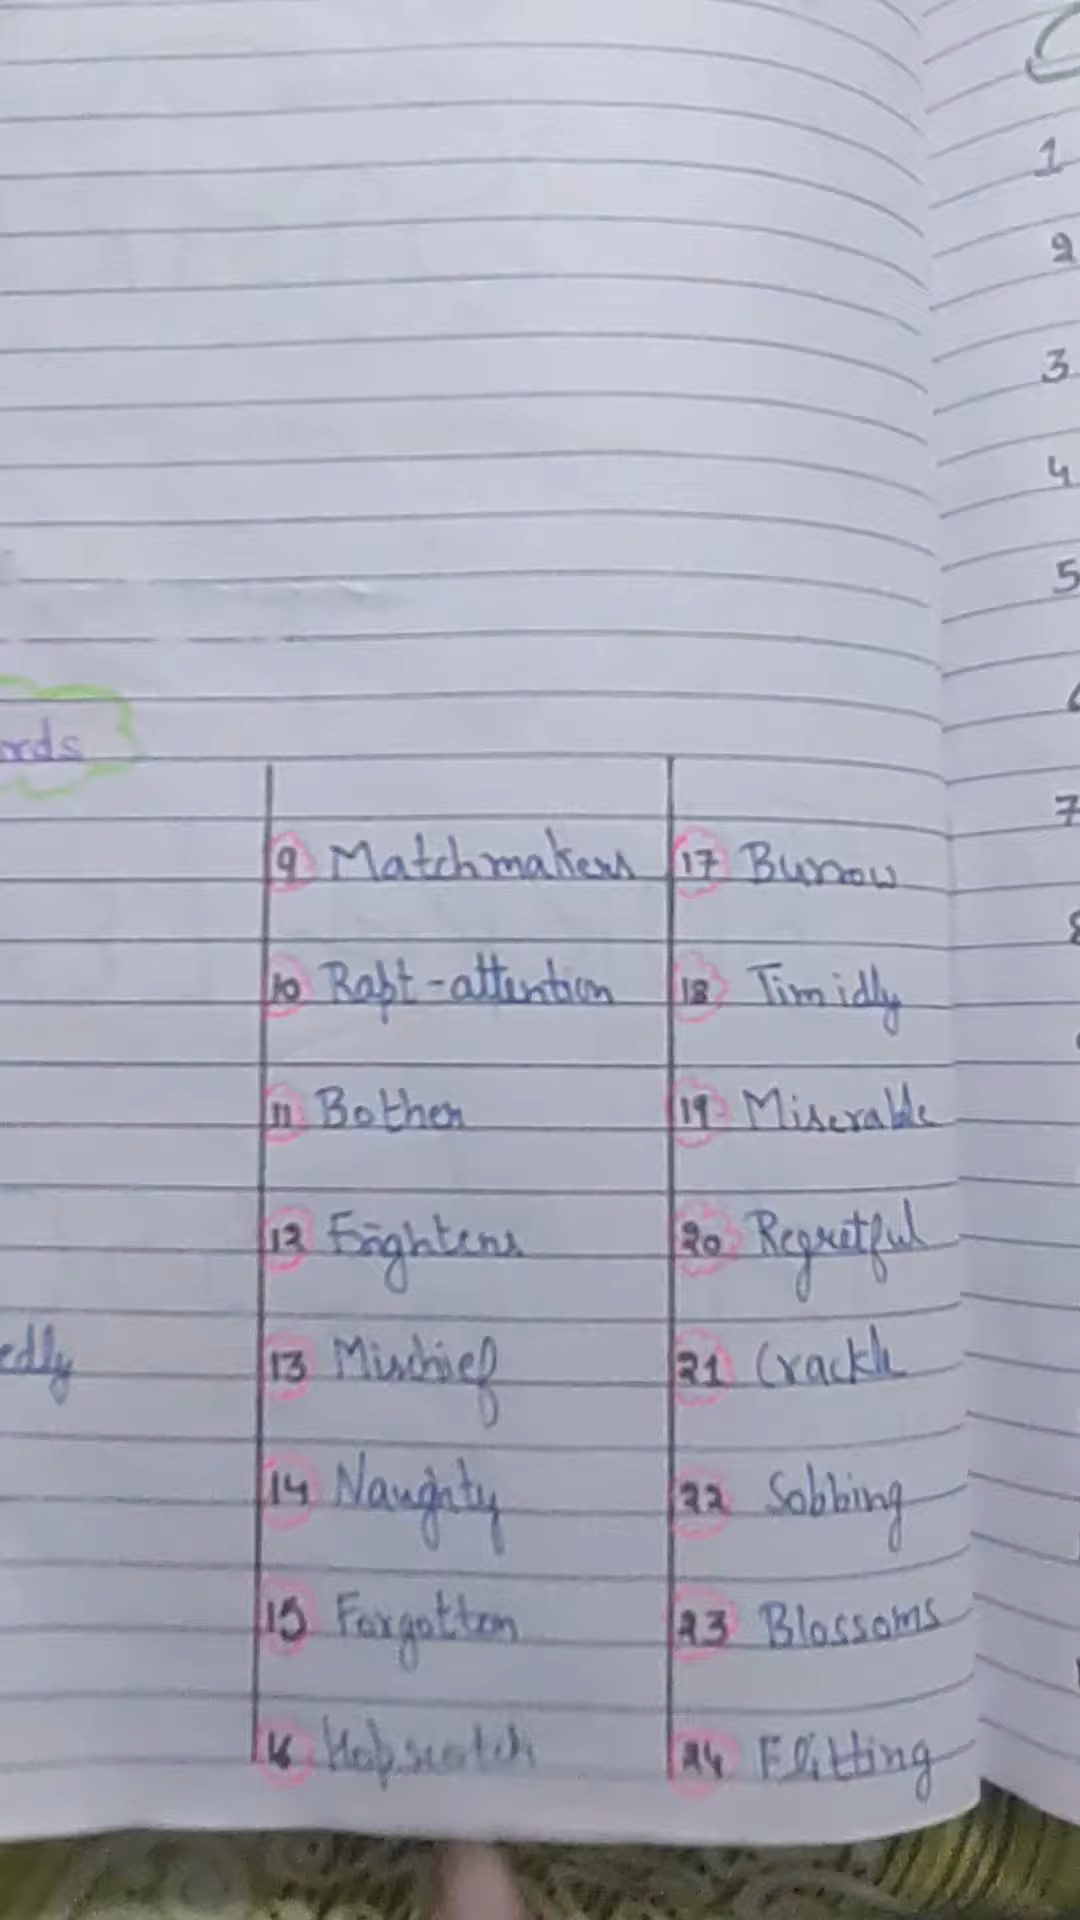 ords
9 Matchmakers 17 Burrow
10 Rapt-attention 18 Timidly
11 Bother 19 Miserable
12 Frightens 20 Regretful
edly 13 Mischief 21 Crackle
14 Naughty 22 Sobbing
15 Forgotten 23 Blossoms
16 Hopscotch 24 Flitting
1
2
3
4
5
7
8